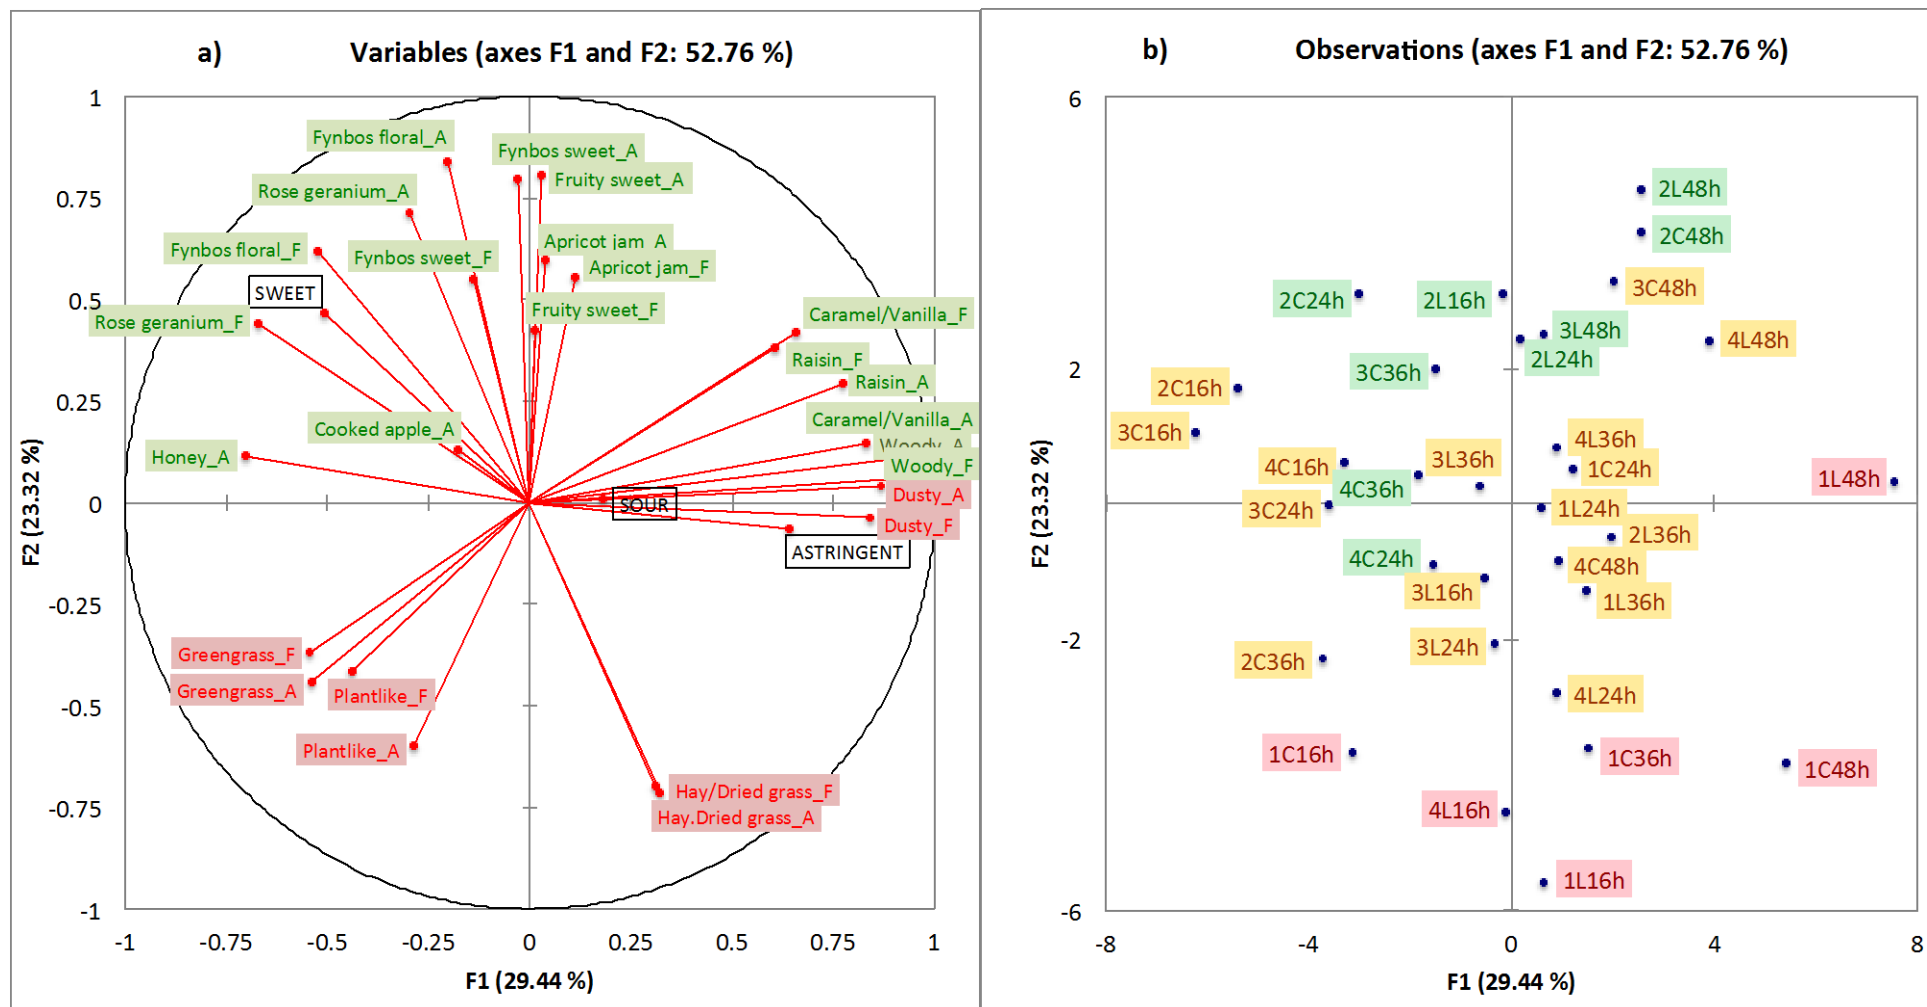 a) Variables (axes F1 and F2: 52.76 %)
1
0.75
0.5
0.25
0
-0.25
-0.5
-0.75
-1
F2 (23.32 %)
Fynbos floral_A
Fynbos sweet_A
Fruity sweet_A
Rose geranium_A
Fynbos floral_F
Fynbos sweet_F
Apricot jam_A
Apricot jam_F
SWEET
Rose geranium_F
Fruity sweet_F
Caramel/Vanilla_F
Raisin_F
Raisin_A
Cooked apple_A
Caramel/Vanilla_A
Honey_A
Woody_A
Woody_F
Dusty_A
SOUR
Dusty_F
ASTRINGENT
Greengrass_F
Greengrass_A
Plantlike_F
Plantlike_A
Hay/Dried grass_F
Hay.Dried grass_A
-1 -0.75 -0.5 -0.25 0 0.25 0.5 0.75 1
F1 (29.44 %)
b) Observations (axes F1 and F2: 52.76 %)
6
2
-2
-6
F2 (23.32 %)
2L48h
2C48h
3C48h
2C24h
2L16h
3L48h
4L48h
2L24h
3C36h
2C16h
3C16h
4L36h
4C16h
3L36h
1C24h
4C36h
1L48h
3C24h
1L24h
2L36h
4C24h
4C48h
3L16h
1L36h
3L24h
2C36h
4L24h
1C16h
1C36h
1C48h
4L16h
1L16h
-8 -4 0 4 8
F1 (29.44 %)